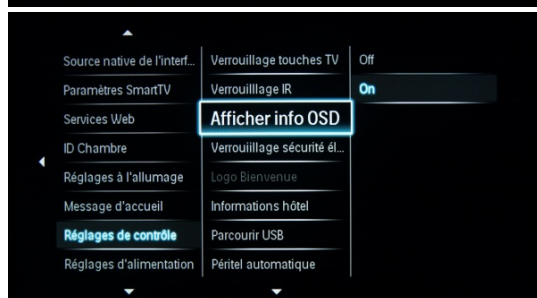 Source native de l'interf...
Paramètres SmartTV
Services Web
ID Chambre
Réglages à l'allumage
Message d'accueil
Réglages de contrôle
Réglages d'alimentation
Verrouillage touches TV
Verrouilllage IR
Afficher info OSD
Verrouiillage sécurité él...
Logo Bienvenue
Informations hôtel
Parcourir USB
Péritel automatique
Off
On